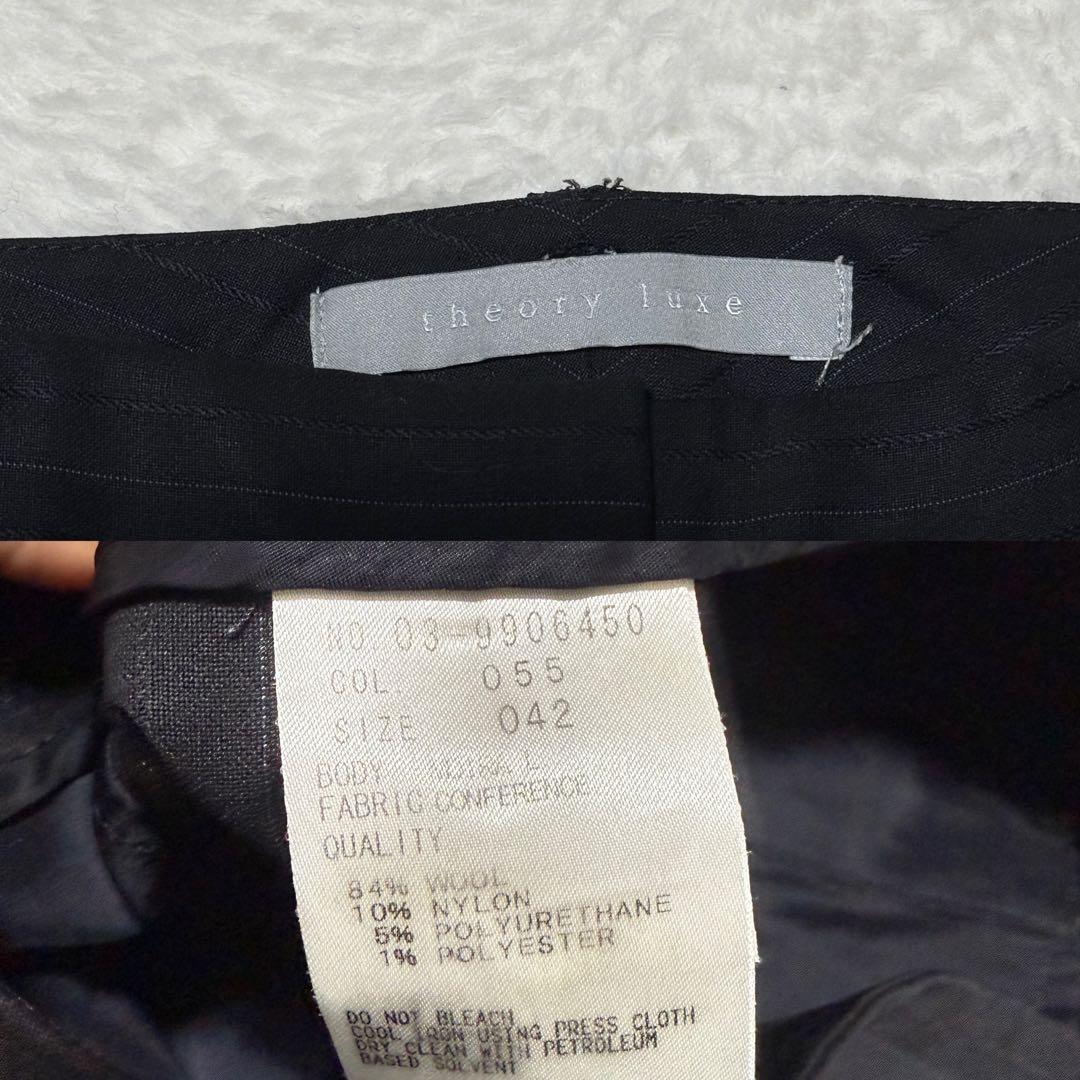 theory luxe
NO. 03-9906450
COL. 055
SIZE 042
BODY L
FABRIC CONFERENCE
QUALITY
84% WOOL
10% NYLON
5% POLYURETHANE
1% POLYESTER
DO NOT BLEACH
COOL IRON USING PRESS CLOTH
DRY CLEAN WITH PETROLEUM
BASED SOLVENT